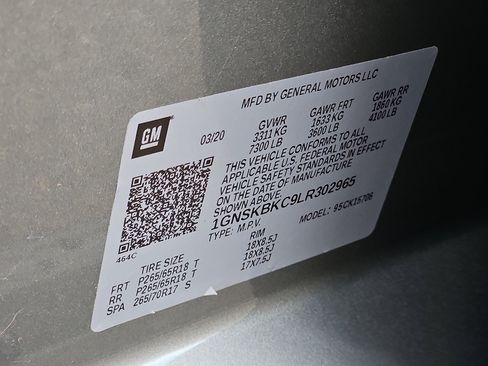 MFD BY GENERAL MOTORS LLC
GM
03/20 GVWR GAWR FRT GAWR RR
3311 KG 1633 KG 1860 KG
7300 LB 3600 LB 4100 LB
THIS VEHICLE CONFORMS TO ALL
APPLICABLE U.S. FEDERAL MOTOR
VEHICLE SAFETY STANDARDS IN EFFECT
ON THE DATE OF MANUFACTURE
SHOWN ABOVE.
1GNSKBKC9LR302965
TYPE: M.P.V. MODEL: 95CK15706
464C
TIRE SIZE RIM
FRT P265/65R18 T 18X8.5J
RR P265/65R18 T 18X8.5J
SPA 265/70R17 S 17X7.5J